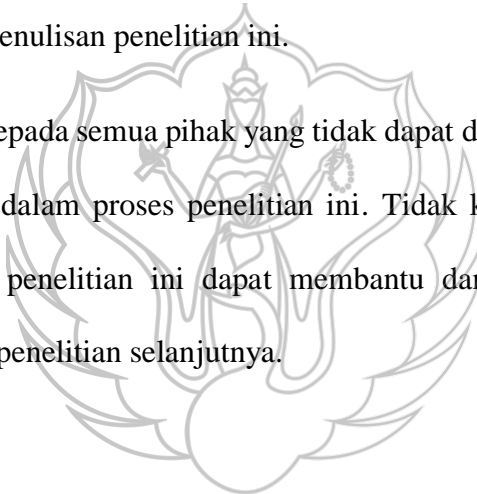 enulisan penelitian ini.
epada semua pihak yang tidak dapat d
dalam proses penelitian ini. Tidak k
penelitian ini dapat membantu dan
penelitian selanjutnya.